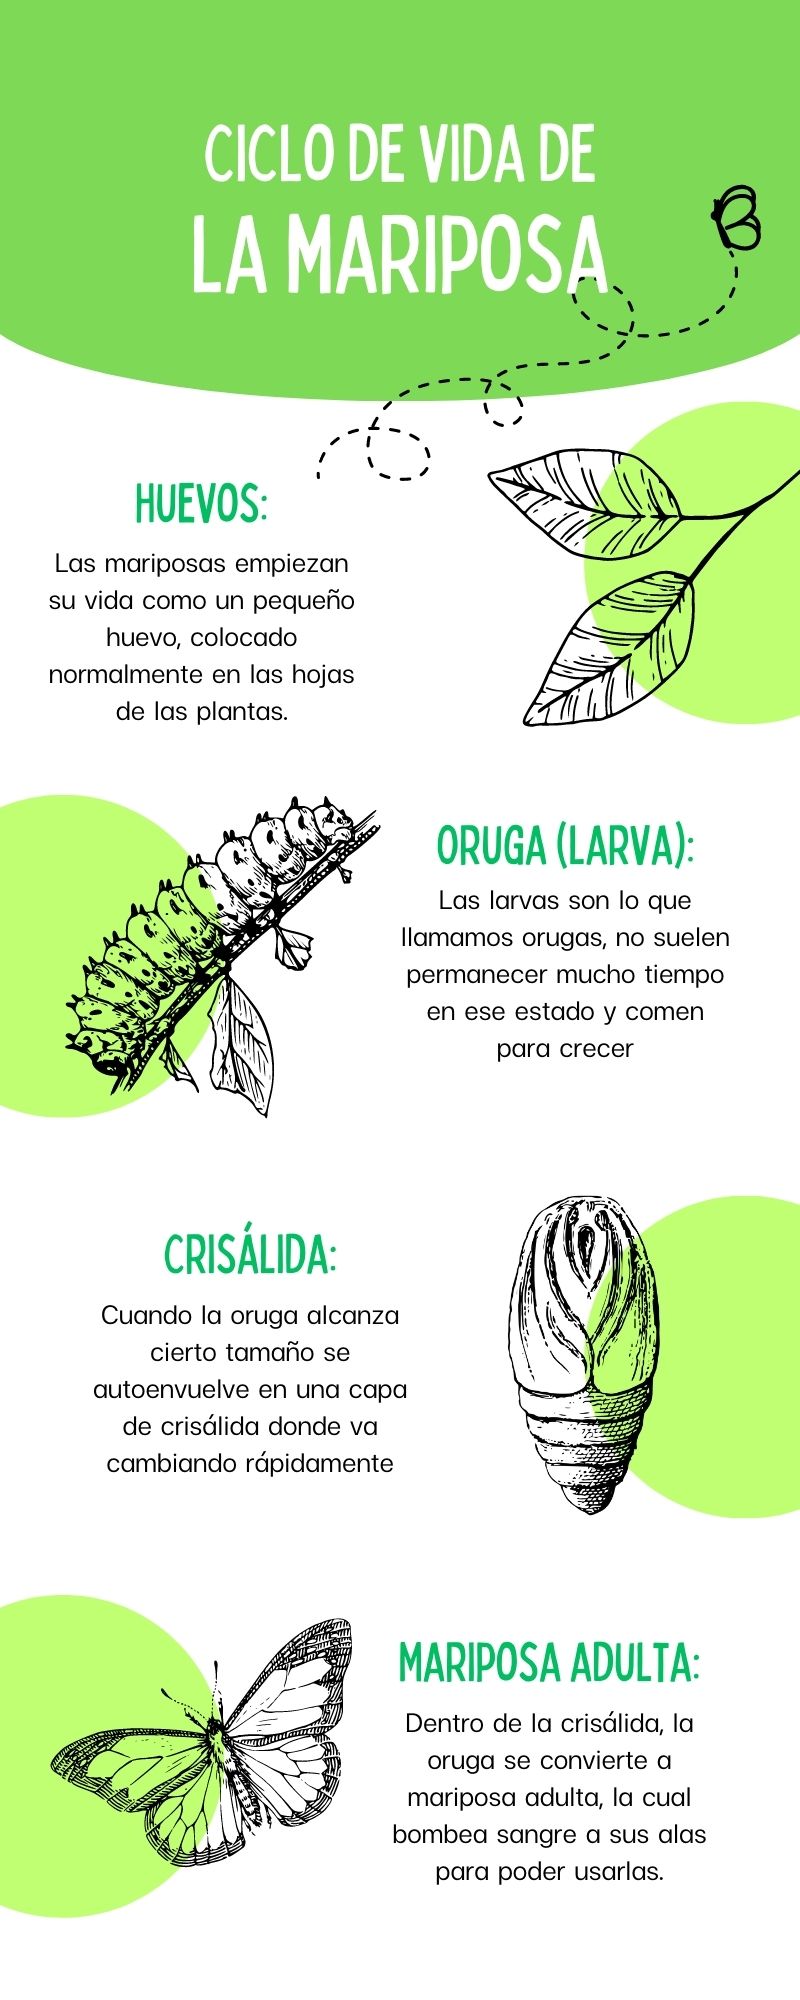 CICLO DE VIDA DE
LA MARIPOSA
HUEVOS:
Las mariposas empiezan
su vida como un pequeño
huevo, colocado
normalmente en las hojas
de las plantas.
ORUGA (LARVA):
Las larvas son lo que
llamamos orugas, no suelen
permanecer mucho tiempo
en ese estado y comen
para crecer
CRISÁLIDA:
Cuando la oruga alcanza
cierto tamaño se
autoenvuelve en una capa
de crisálida donde va
cambiando rápidamente
MARIPOSA ADULTA:
Dentro de la crisálida, la
oruga se convierte a
mariposa adulta, la cual
bombea sangre a sus alas
para poder usarlas.